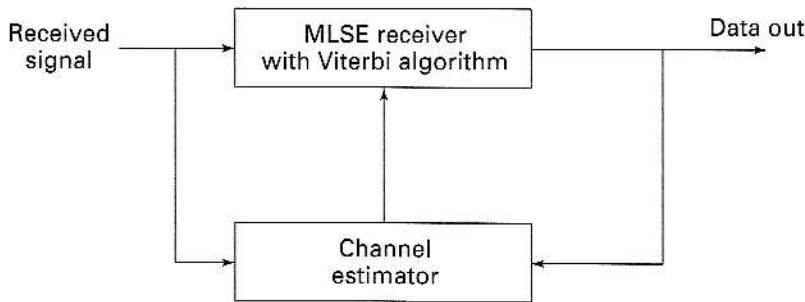 Received
signal
MLSE receiver
with Viterbi algorithm
Data out
Channel
estimator